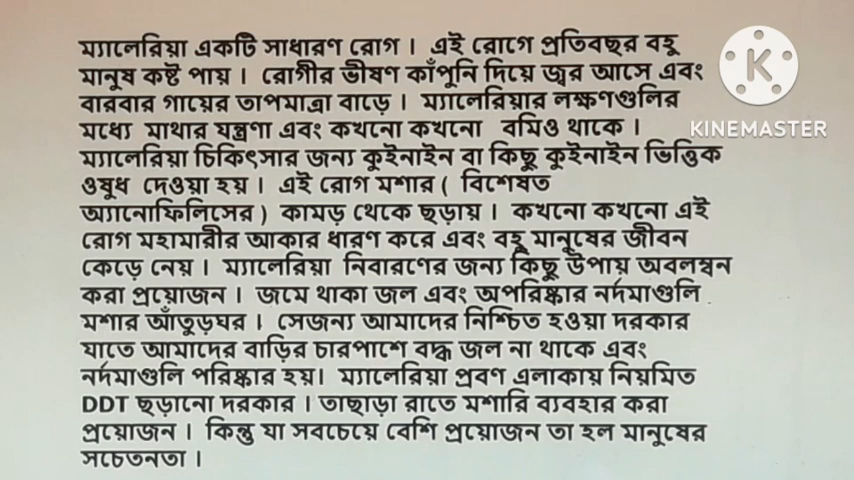 ম্যালেরিয়া একটি সাধারণ রোগ। এই রোগে প্রতিবছর বহু
মানুষ কষ্ট পায়। রোগীর ভীষণ কাঁপুনি দিয়ে জ্বর আসে এবং
বারবার গায়ের তাপমাত্রা বাড়ে। ম্যালেরিয়ার লক্ষণগুলির
মধ্যে মাথার যন্ত্রণা এবং কখনো কখনো বমিও থাকে।
ম্যালেরিয়া চিকিৎসার জন্য কুইনাইন বা কিছু কুইনাইন ভিত্তিক
ওষুধ দেওয়া হয়। এই রোগ মশার ( বিশেষত
অ্যানোফিলিসের ) কামড় থেকে ছড়ায়। কখনো কখনো এই
রোগ মহামারীর আকার ধারণ করে এবং বহু মানুষের জীবন
কেড়ে নেয়। ম্যালেরিয়া নিবারণের জন্য কিছু উপায় অবলম্বন
করা প্রয়োজন। জমে থাকা জল এবং অপরিষ্কার নর্দমাগুলি
মশার আঁতুড়ঘর। সেজন্য আমাদের নিশ্চিত হওয়া দরকার
যাতে আমাদের বাড়ির চারপাশে বদ্ধ জল না থাকে এবং
নর্দমাগুলি পরিষ্কার হয়। ম্যালেরিয়া প্রবণ এলাকায় নিয়মিত
DDT ছড়ানো দরকার। তাছাড়া রাতে মশারি ব্যবহার করা
প্রয়োজন। কিন্তু যা সবচেয়ে বেশি প্রয়োজন তা হল মানুষের
সচেতনতা।
KINEMASTER